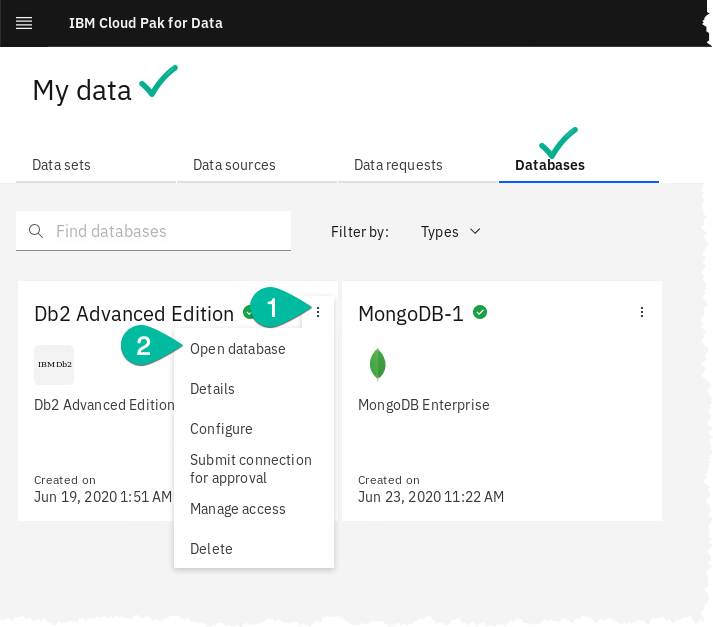 IBM Cloud Pak for Data
My data
Data sets
Data sources
Data requests
Databases
Find databases
Filter by:
Types
Db2 Advanced Edition
1
MongoDB-1
2
Open database
IBM Db2
Details
Db2 Advanced Edition
MongoDB Enterprise
Configure
Submit connection
for approval
Created on
Created on
Jun 19, 2020 1:51 AM
Jun 23, 2020 11:22 AM
Manage access
Delete